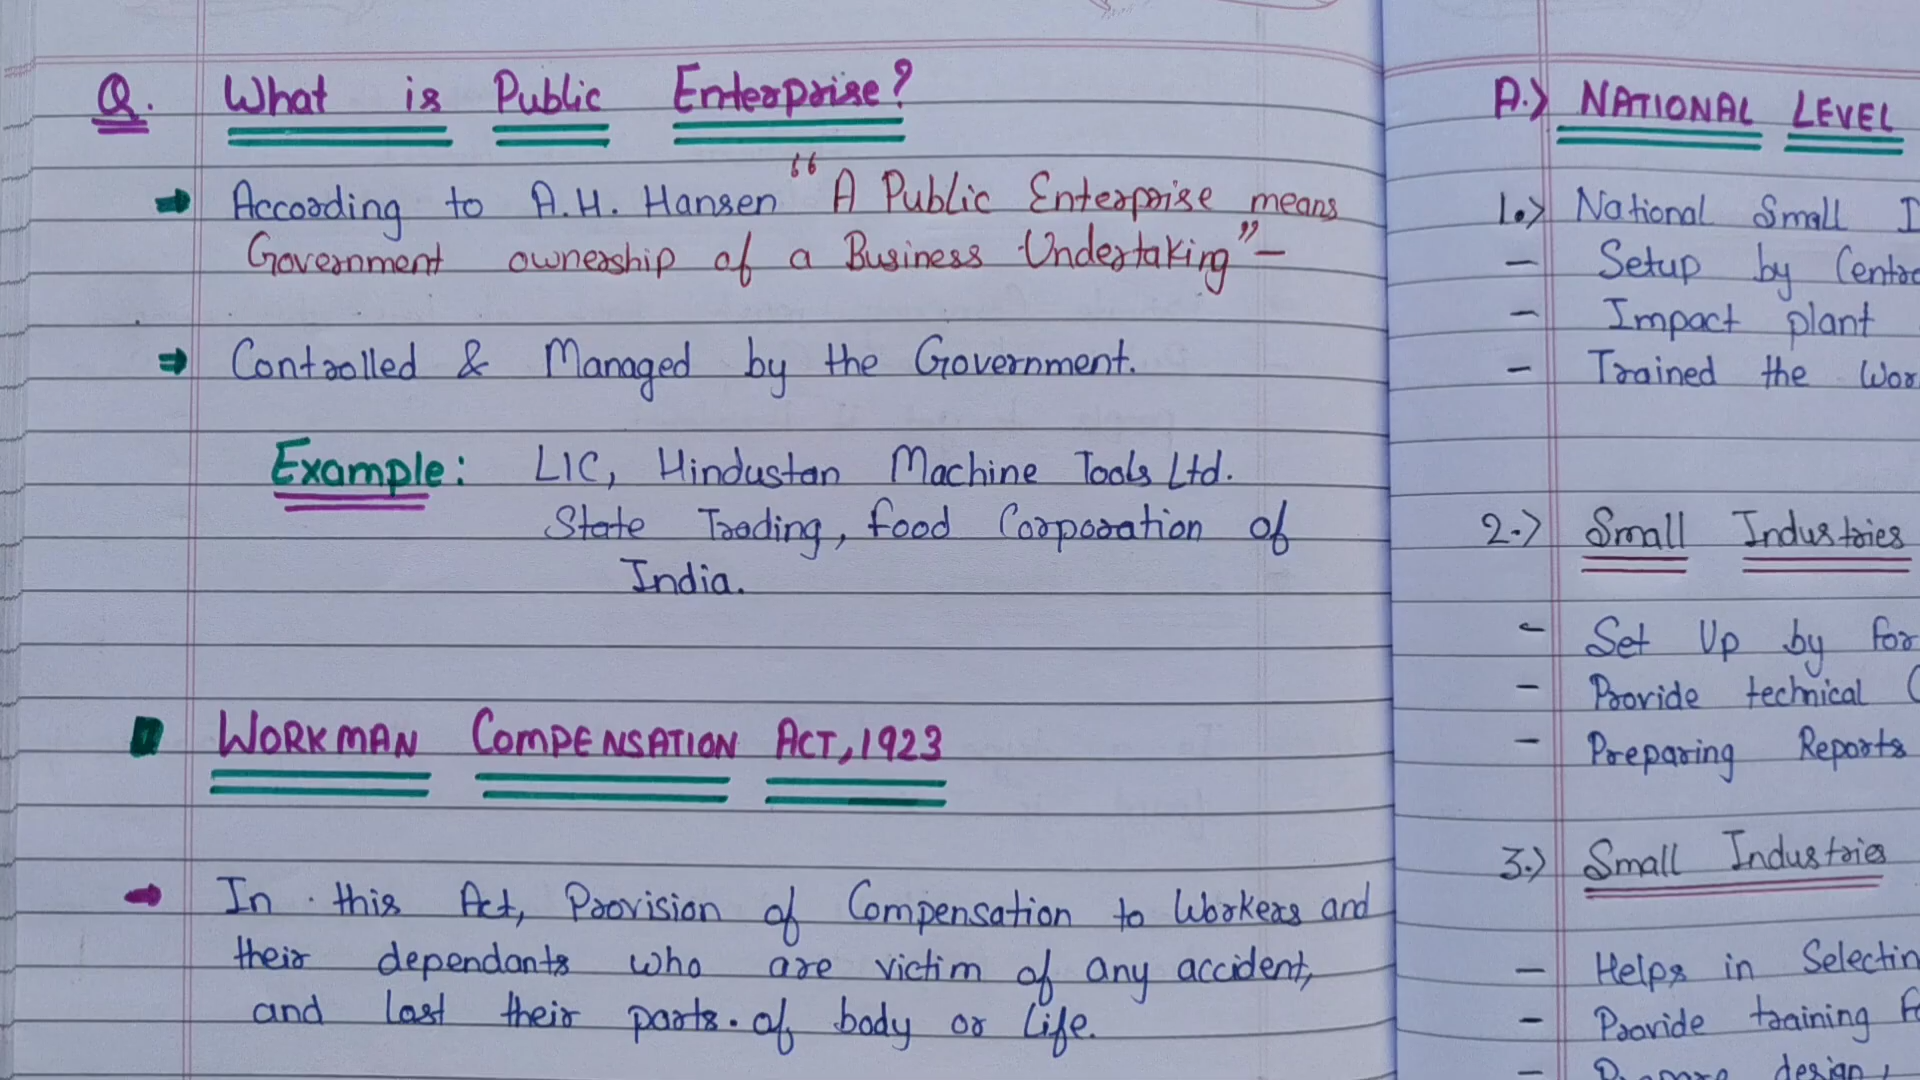 Q. What is Public Enterprise?
➡ According to A.H. Hansen "A Public Enterprise means
Government ownership of a Business Undertaking" –
⇒ Controlled & Managed by the Government.
Example: LIC, Hindustan Machine Tools Ltd.
State Trading, Food Corporation of
India.
WORKMAN COMPENSATION ACT, 1923
➡ In this Act, Provision of Compensation to Workers and
their dependants who are victim of any accident,
and lost their parts. of body or life.
A.) NATIONAL LEVEL
1.) National Small
– Setup by
– Impact plant
– Trained the
2.) Small Industries
– Set Up by for
– Provide technical
– Preparing Reports
3.) Small Industries
– Helps in
– Provide training
– design,